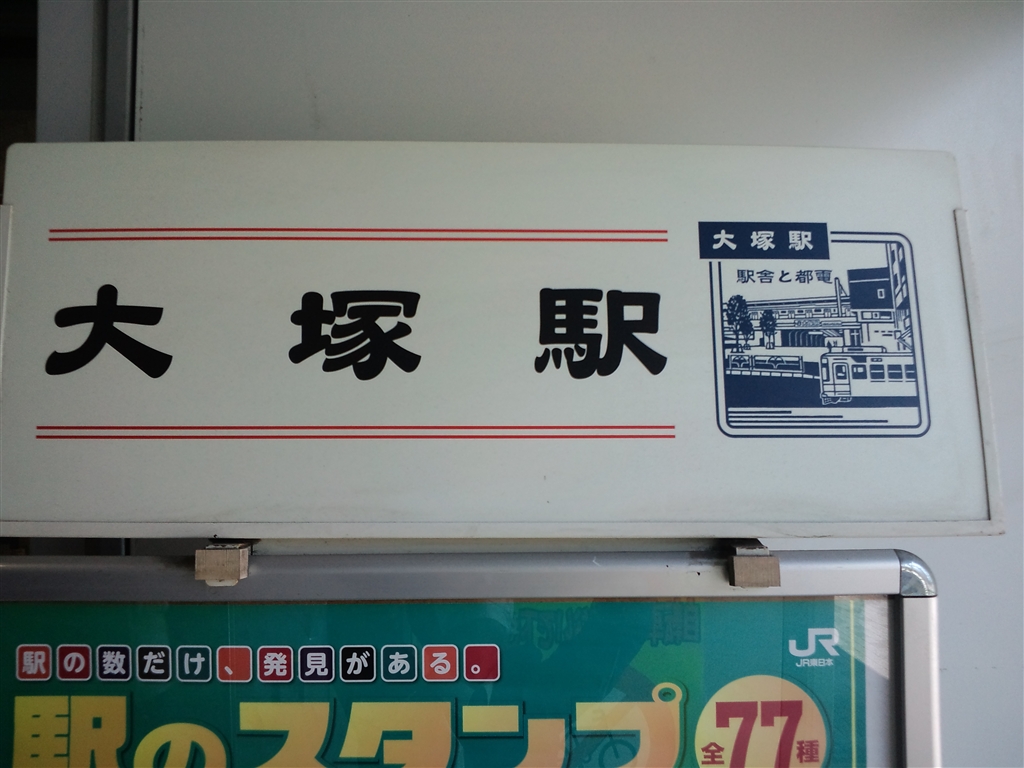 大塚駅
大塚駅
駅舎と都電
駅の数だけ、発見がある。
JR
JR東日本
駅のスタンプ
全77種